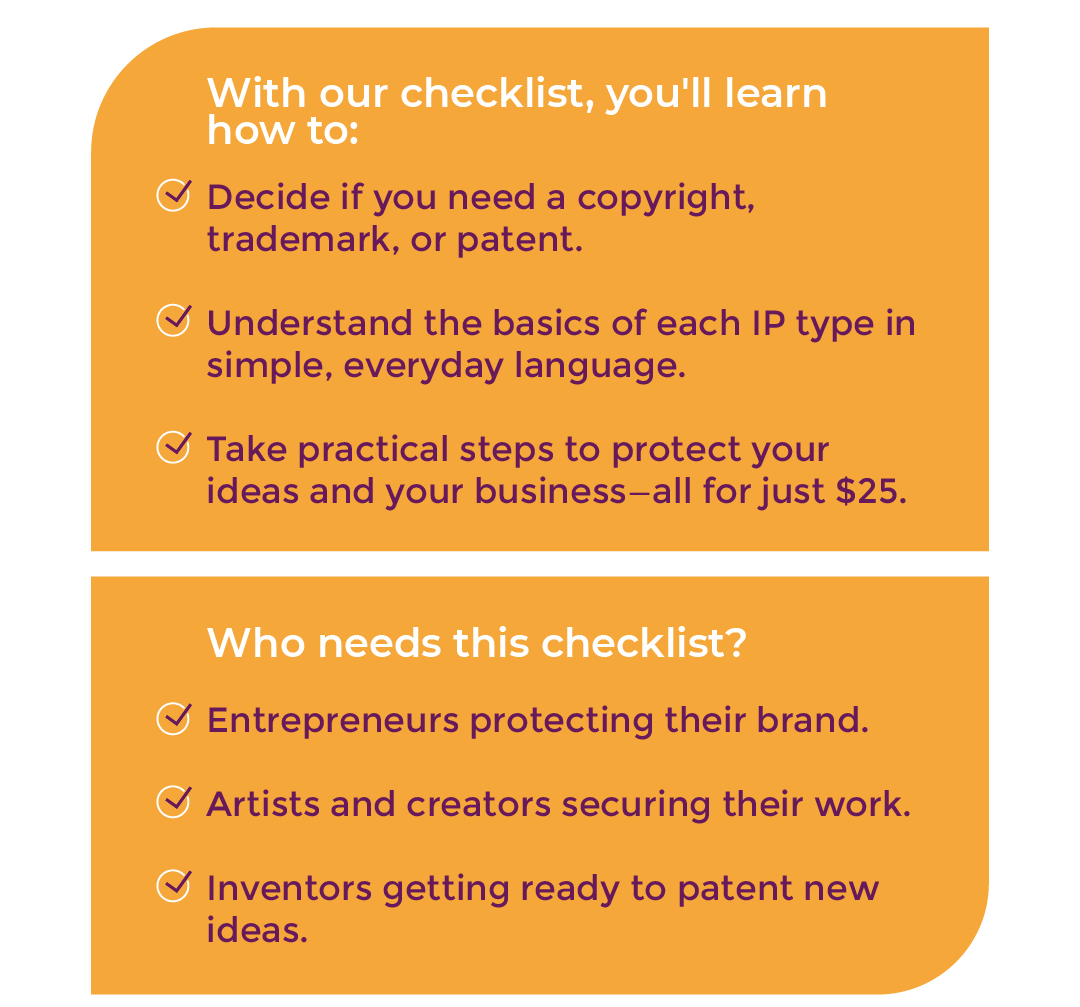 With our checklist, you'll learn
how to:
Decide if you need a copyright,
trademark, or patent.
Understand the basics of each IP type in
simple, everyday language.
Take practical steps to protect your
ideas and your business—all for just $25.
Who needs this checklist?
Entrepreneurs protecting their brand.
Artists and creators securing their work.
Inventors getting ready to patent new
ideas.